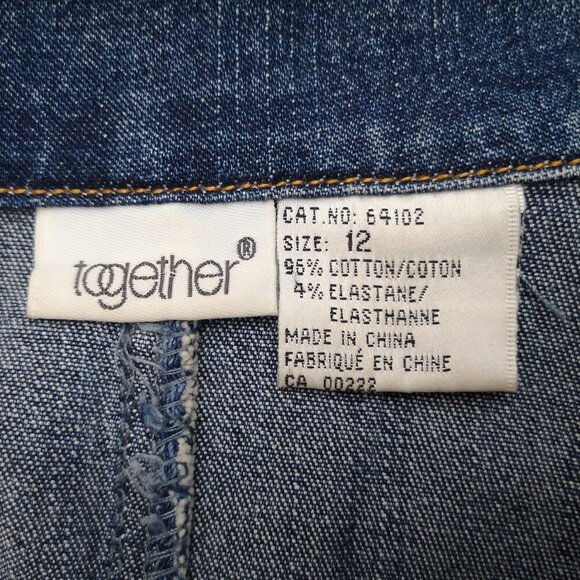 together®
CAT.NO: 64102
SIZE: 12
96% COTTON/COTON
4% ELASTANE/
ELASTHANNE
MADE IN CHINA
FABRIQUÉ EN CHINE
CA 00222